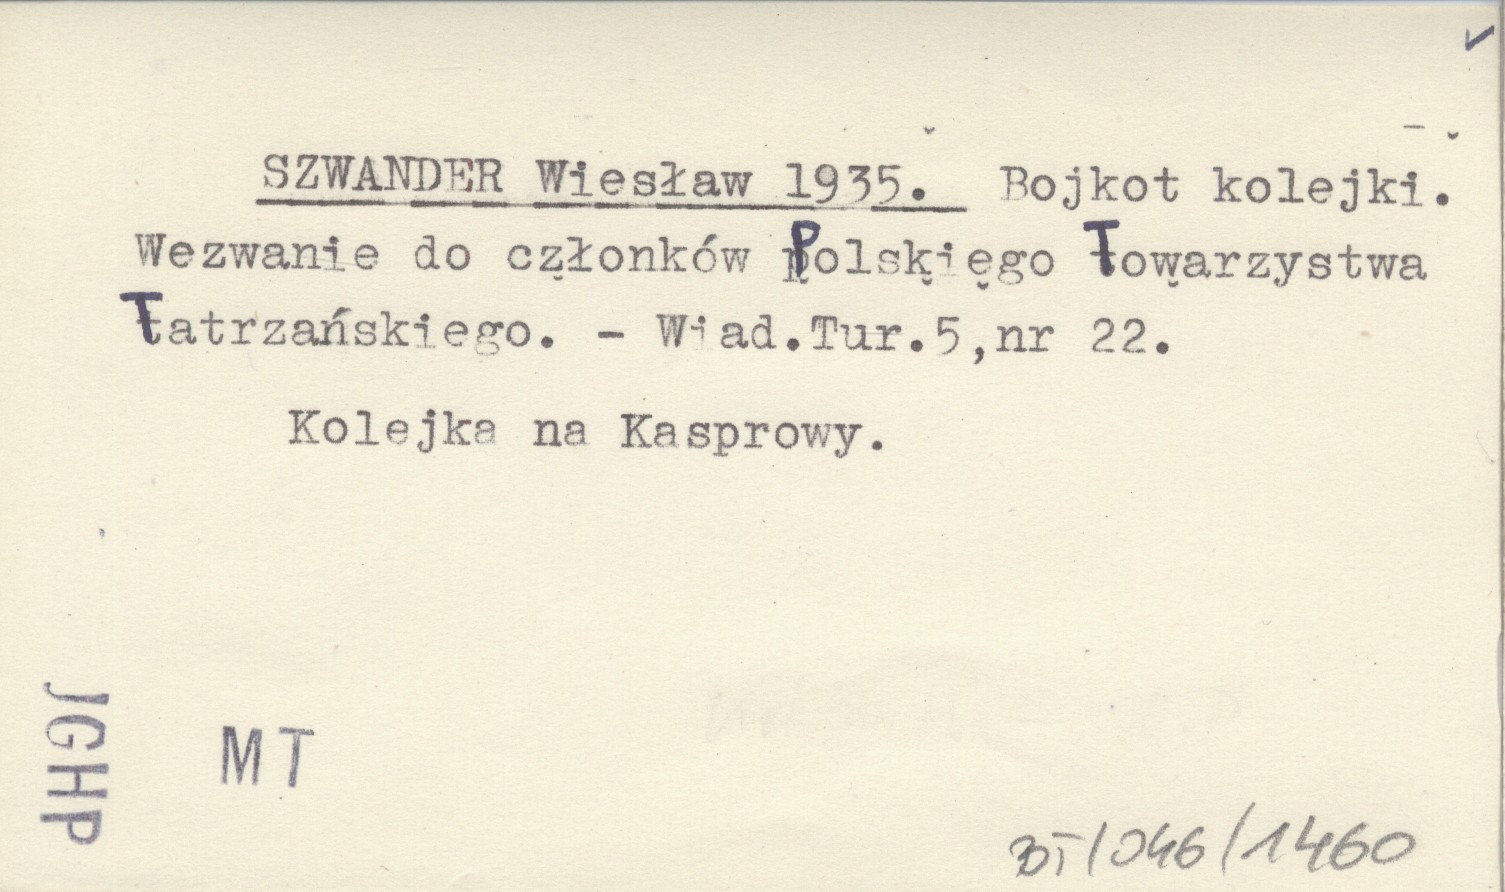 SZWANDER Wiesław 1935. Bojkot kolejki.
Wezwanie do członków Polskiego Towarzystwa
Tatrzańskiego. - Wiad.Tur.5,nr 22.
Kolejka na Kasprowy.
JGHP
MT
BT/046/1460